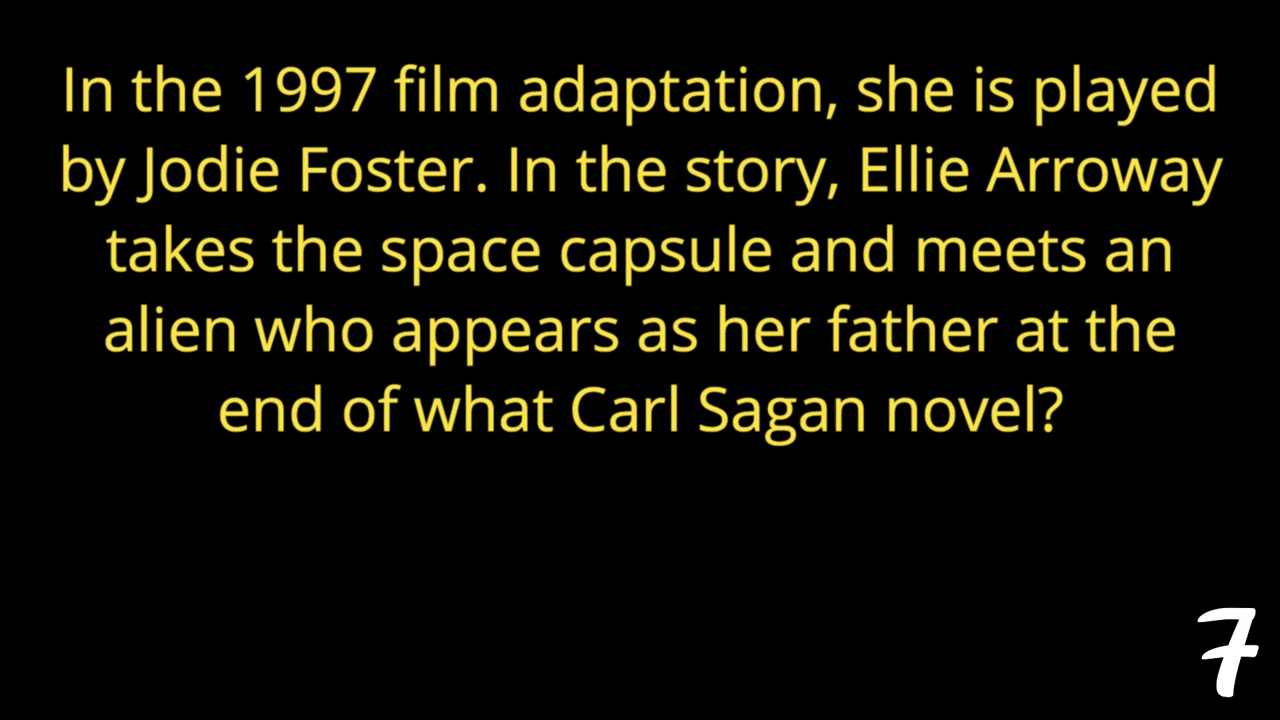 In the 1997 film adaptation, she is played
by Jodie Foster. In the story, Ellie Arroway
takes the space capsule and meets an
alien who appears as her father at the
end of what Carl Sagan novel?
7